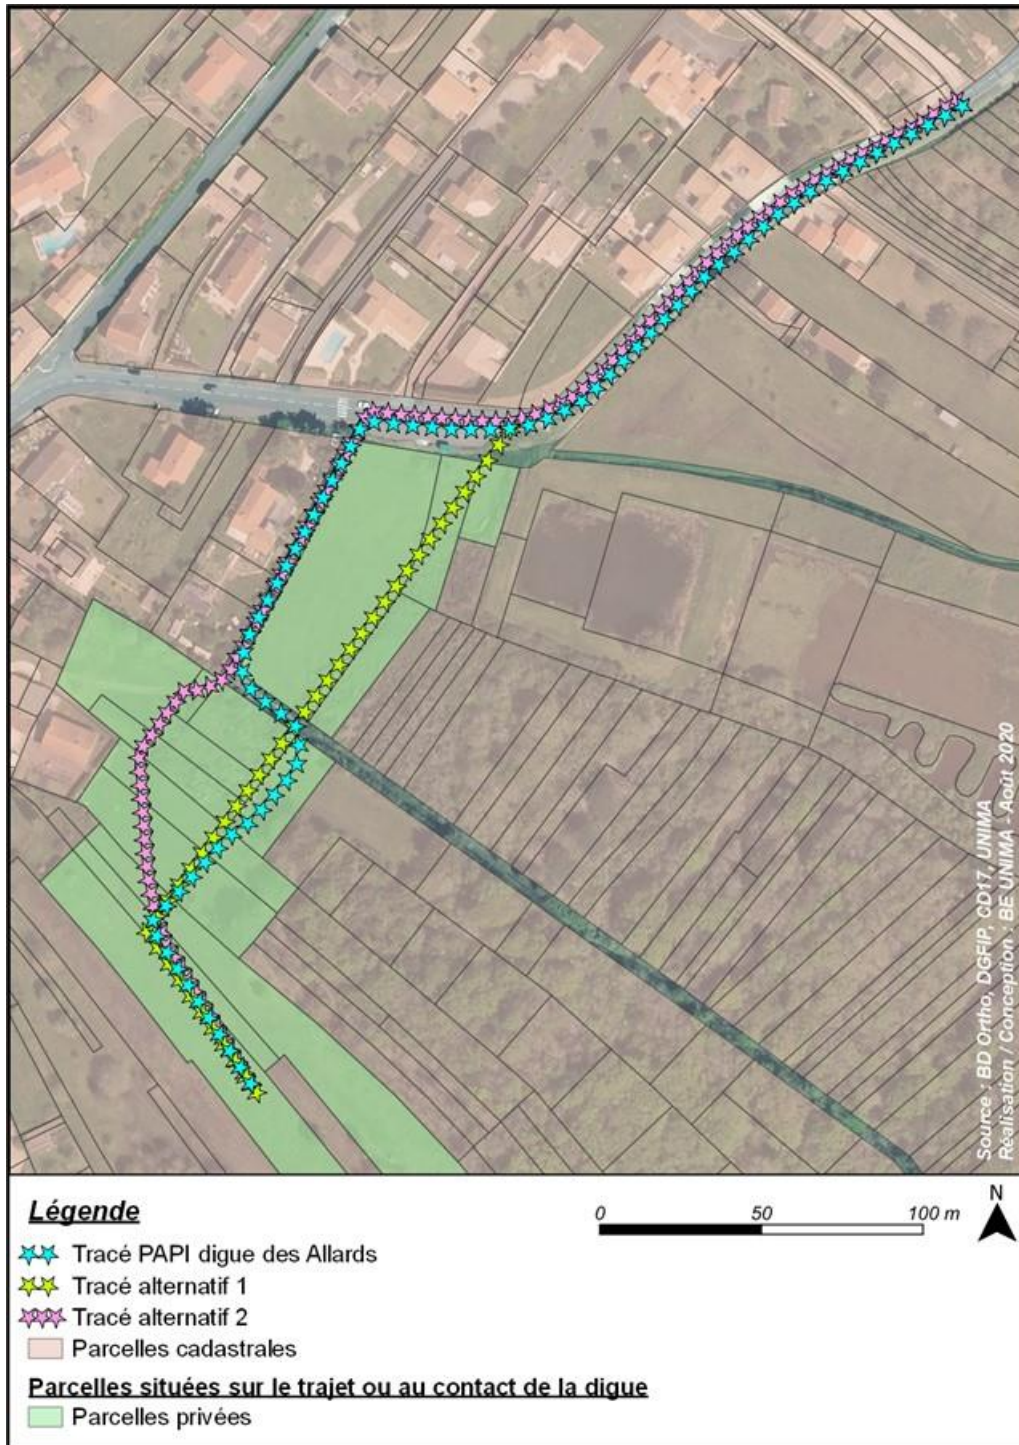 Source : BD Ortho, DGFIP, CD17, UNIMA
Réalisation / Conception : BE UNIMA - Août 2020
Légende
Tracé PAPI digue des Allards
Tracé alternatif 1
Tracé alternatif 2
Parcelles cadastrales
Parcelles situées sur le trajet ou au contact de la digue
Parcelles privées
0 50 100 m
N